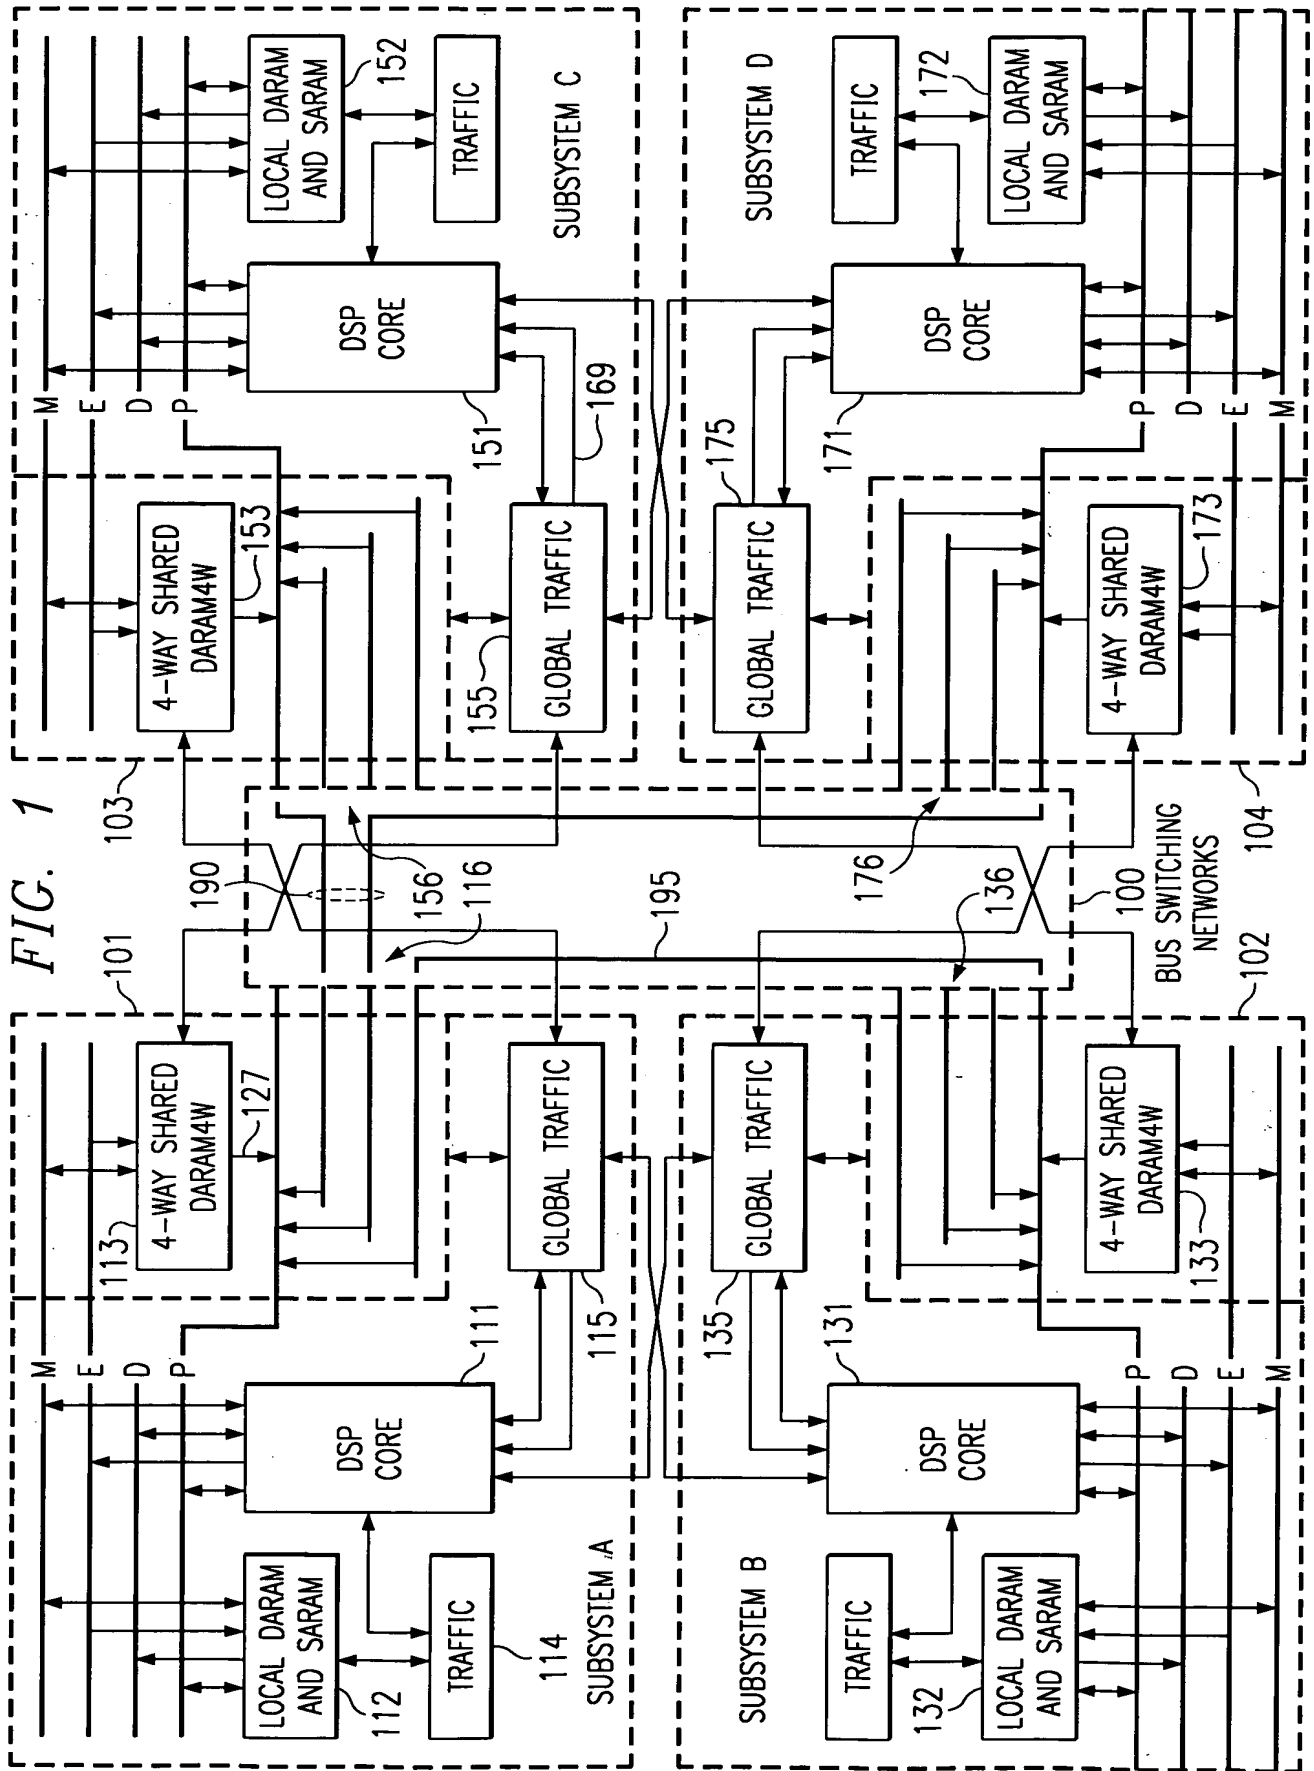 FIG. 1
101
103
M
E
D
P
LOCAL DARAM
AND SARAM
112
TRAFFIC
114
DSP
CORE
111
113
4-WAY SHARED
DARAM4W
127
GLOBAL TRAFFIC
115
SUBSYSTEM A
190
156
116
4-WAY SHARED
DARAM4W
153
M
E
D
P
DSP
CORE
151
LOCAL DARAM
AND SARAM
152
TRAFFIC
155
GLOBAL TRAFFIC
169
SUBSYSTEM C
195
SUBSYSTEM B
TRAFFIC
132
LOCAL DARAM
AND SARAM
131
DSP
CORE
135
GLOBAL TRAFFIC
4-WAY SHARED
DARAM4W
133
P
D
E
M
136
176
100
BUS SWITCHING
NETWORKS
102
104
175
GLOBAL TRAFFIC
4-WAY SHARED
DARAM4W
173
171
DSP
CORE
SUBSYSTEM D
TRAFFIC
172
LOCAL DARAM
AND SARAM
P
D
E
M